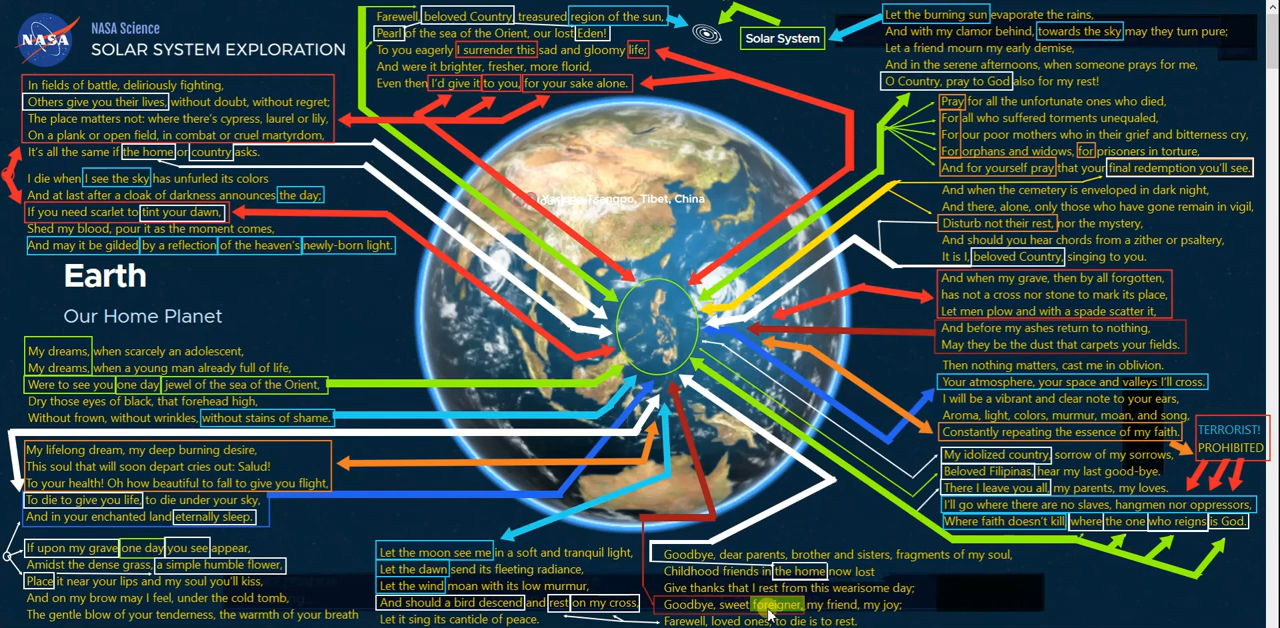 NASA
NASA Science
SOLAR SYSTEM EXPLORATION
Farewell, beloved Country, treasured region of the sun,
Pearl of the sea of the Orient, our lost Eden!
To you eagerly I surrender this sad and gloomy life;
And were it brighter, fresher, more florid,
Even then I'd give it to you, for your sake alone.
Solar System
In fields of battle, deliriously fighting,
Others give you their lives, without doubt, without regret;
The place matters not: where there's cypress, laurel or lily,
On a plank or open field, in combat or cruel martyrdom,
It's all the same if the home or country asks.
I die when I see the sky has unfurled its colors
And at last after a cloak of darkness announces the day;
If you need scarlet to tint your dawn,
Shed my blood, pour it as the moment comes,
And may it be gilded by a reflection of the heaven's newly-born light.
Earth
Our Home Planet
My dreams, when scarcely an adolescent,
My dreams, when a young man already full of life,
Were to see you one day jewel of the sea of the Orient,
Dry those eyes of black, that forehead high,
Without frown, without wrinkles, without stains of shame.
My lifelong dream, my deep burning desire,
This soul that will soon depart cries out: Salud!
To your health! Oh how beautiful to fall to give you flight,
To die to give you life, to die under your sky,
And in your enchanted land eternally sleep.
If upon my grave one day you see appear,
Amidst the dense grass, a simple humble flower,
Place it near your lips and my soul you'll kiss,
And on my brow may I feel, under the cold tomb,
The gentle blow of your tenderness, the warmth of your breath
Let the moon see me in a soft and tranquil light,
Let the dawn send its fleeting radiance,
Let the wind moan with its low murmur,
And should a bird descend and rest on my cross,
Let it sing its canticle of peace.
Let the burning sun evaporate the rains,
And with my clamor behind, towards the sky may they turn pure;
Let a friend mourn my early demise,
And in the serene afternoons, when someone prays for me,
O Country, pray to God also for my rest!
Pray for all the unfortunate ones who died,
For all who suffered torments unequaled,
For our poor mothers who in their grief and bitterness cry,
For orphans and widows, for prisoners in torture,
And for yourself pray that your final redemption you'll see.
And when the cemetery is enveloped in dark night,
And there, alone, only those who have gone remain in vigil,
Disturb not their rest, nor the mystery,
And should you hear chords from a zither or psaltery,
It is I, beloved Country, singing to you.
And when my grave, then by all forgotten,
has not a cross nor stone to mark its place,
Let men plow and with a spade scatter it,
And before my ashes return to nothing,
May they be the dust that carpets your fields.
Then nothing matters, cast me in oblivion.
Your atmosphere, your space and valleys I'll cross.
I will be a vibrant and clear note to your ears,
Aroma, light, colors, murmur, moan, and song,
Constantly repeating the essence of my faith.
TERRORIST!
PROHIBITED
My idolized country, sorrow of my sorrows,
Beloved Filipinas, hear my last good-bye.
There I leave you all, my parents, my loves.
I'll go where there are no slaves, hangmen nor oppressors,
Where faith doesn't kill, where the one who reigns is God.
Goodbye, dear parents, brother and sisters, fragments of my soul,
Childhood friends in the home now lost
Give thanks that I rest from this wearisome day;
Goodbye, sweet foreigner, my friend, my joy;
Farewell, loved ones, to die is to rest.
Tsangpo, Tibet, China